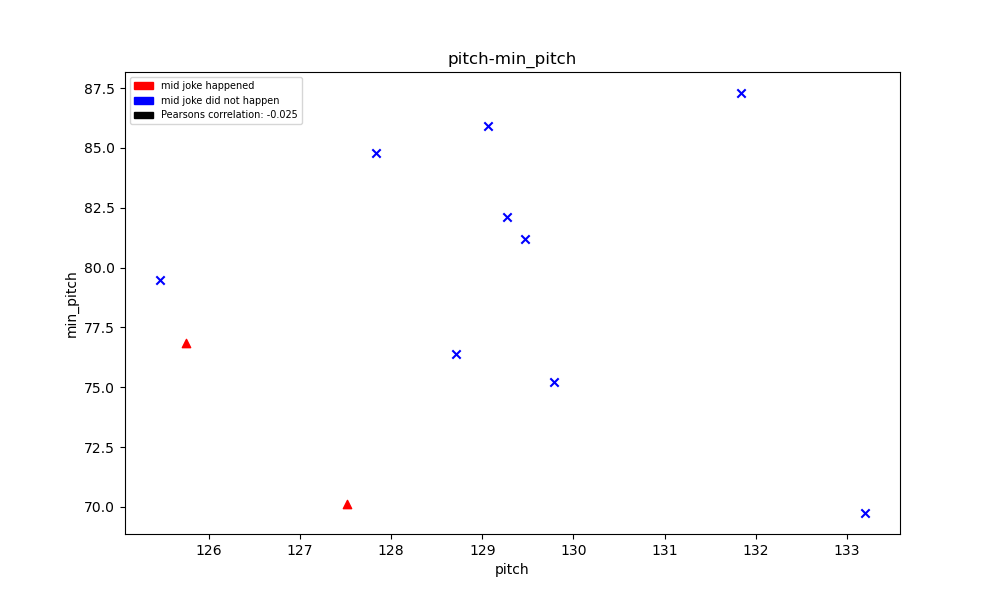 pitch-min_pitch
mid joke happened
mid joke did not happen
Pearsons correlation: -0.025
87.5
85.0
82.5
80.0
77.5
75.0
72.5
70.0
min_pitch
126 127 128 129 130 131 132 133
pitch